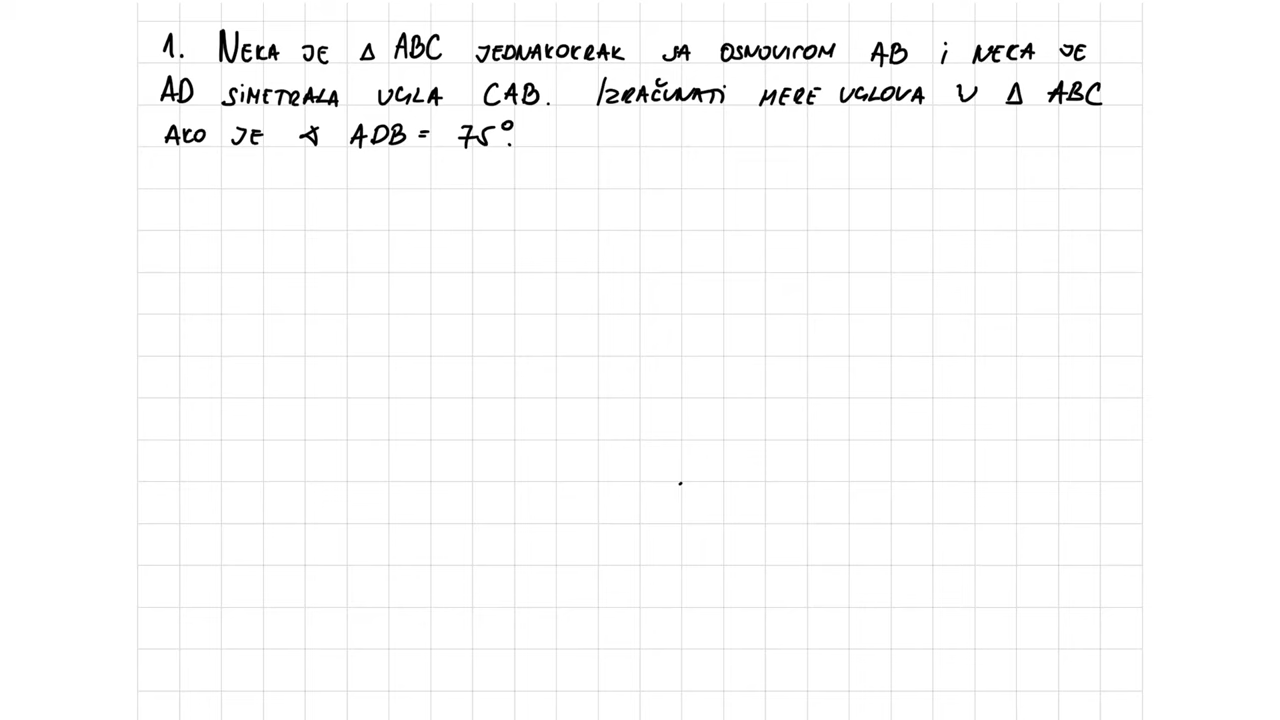 1. NEKA JE Δ ABC JEDNAKOKRAK SA OSNOVICOM AB i NEKA JE
AD SiMETRALA UGLA CAB. IZRAČUNATI MERE UGLOVA U Δ ABC
AKO JE ∢ ADB = 75°.